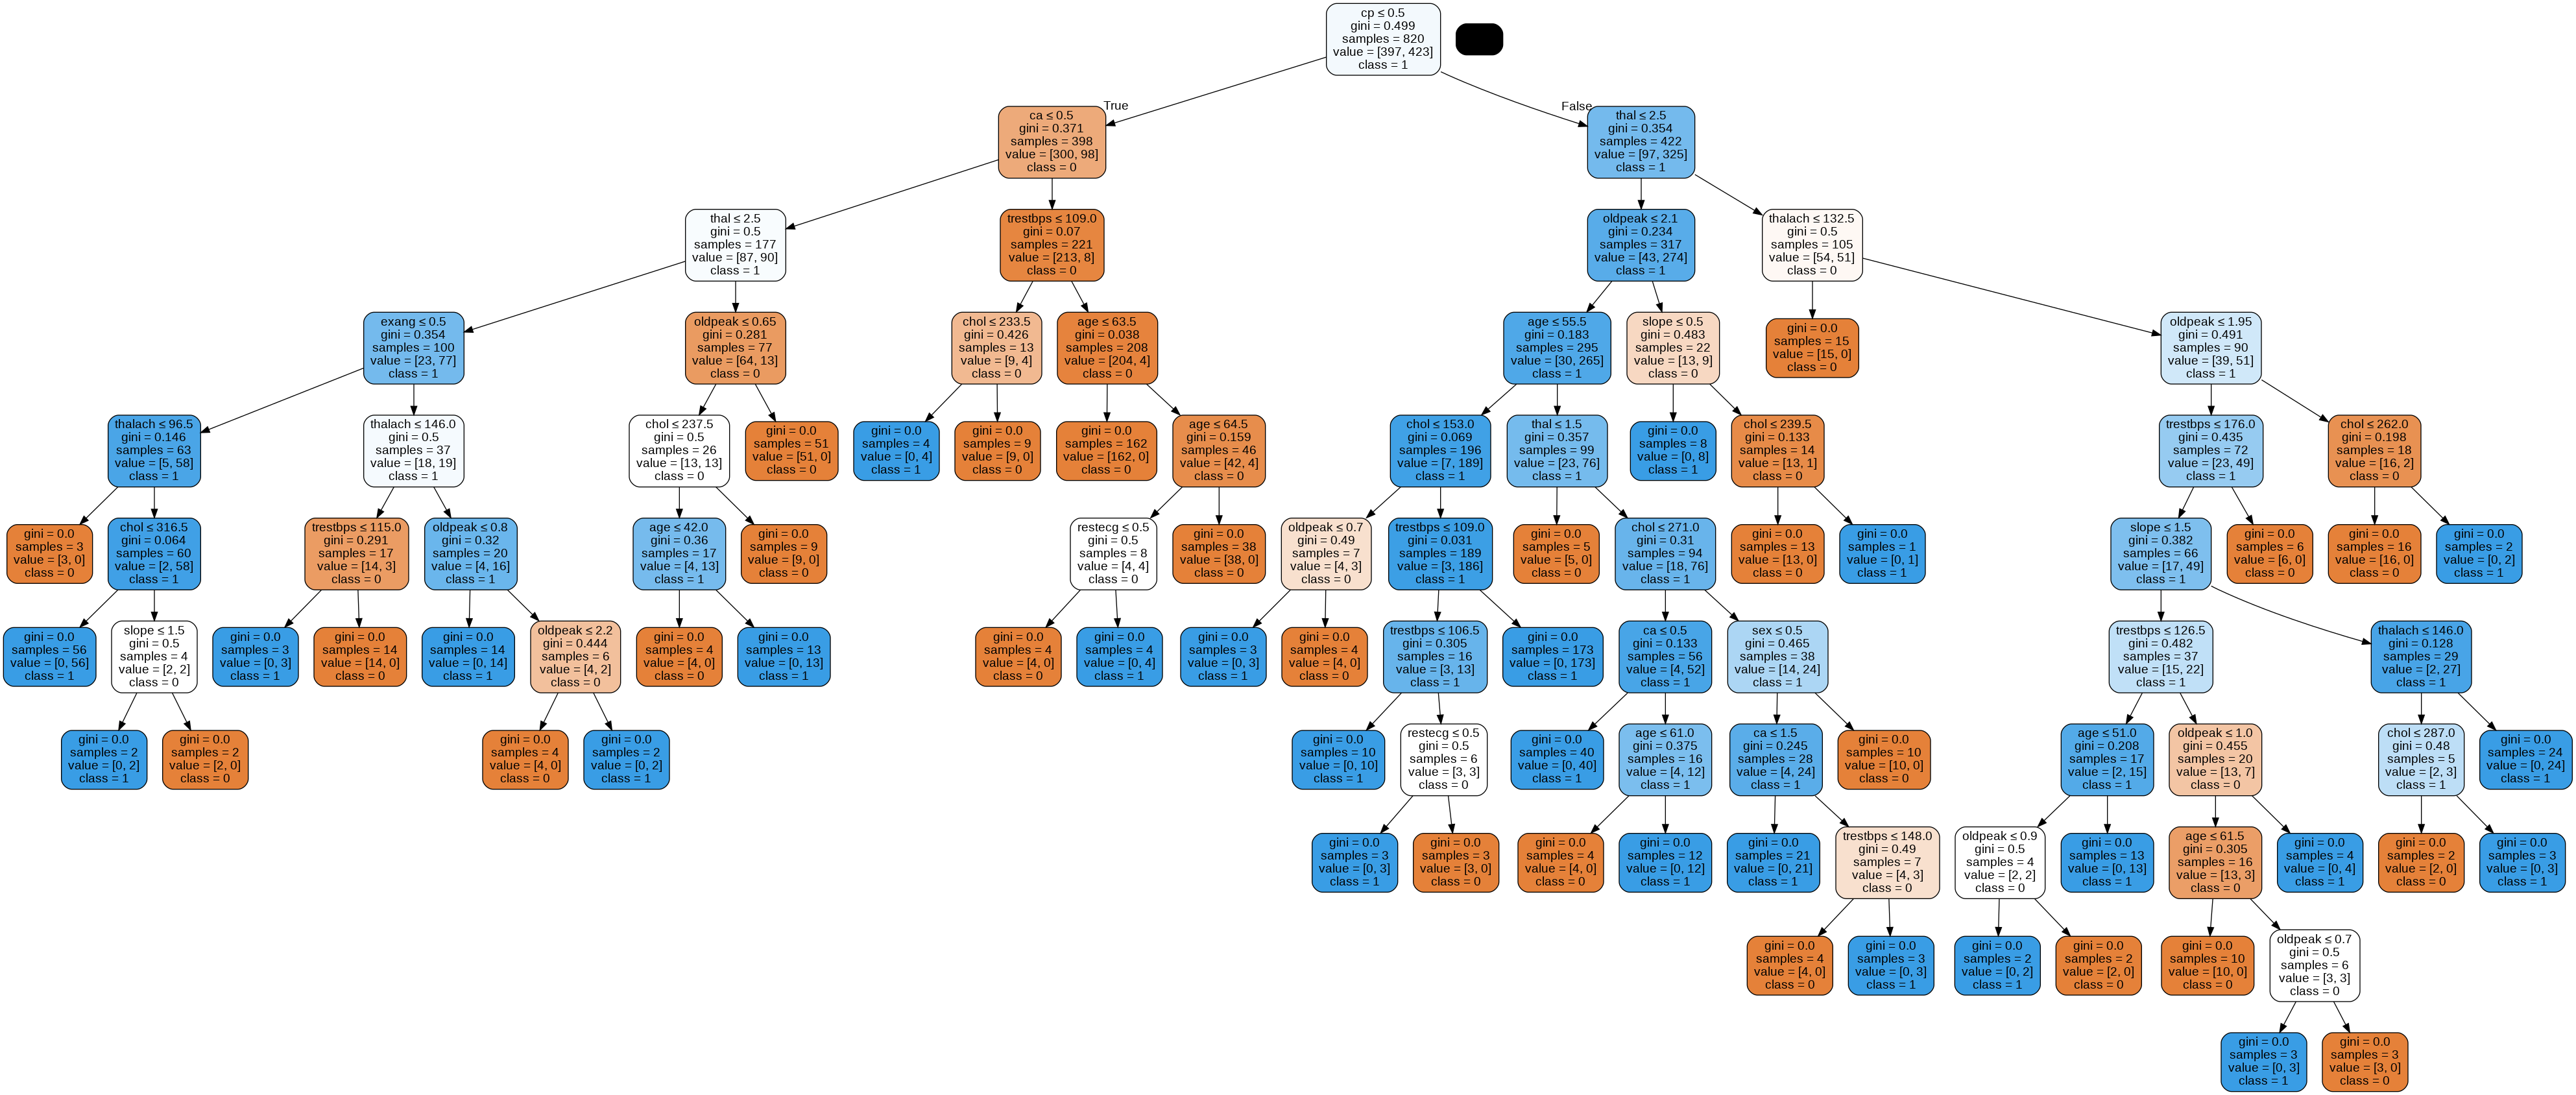 cp ≤ 0.5
gini = 0.499
samples = 820
value = [397, 423]
class = 1
True
False
ca ≤ 0.5
gini = 0.371
samples = 398
value = [300, 98]
class = 0
thal ≤ 2.5
gini = 0.354
samples = 422
value = [97, 325]
class = 1
thal ≤ 2.5
gini = 0.5
samples = 177
value = [87, 90]
class = 1
trestbps ≤ 109.0
gini = 0.07
samples = 221
value = [213, 8]
class = 0
oldpeak ≤ 2.1
gini = 0.234
samples = 317
value = [43, 274]
class = 1
thalach ≤ 132.5
gini = 0.5
samples = 105
value = [54, 51]
class = 0
exang ≤ 0.5
gini = 0.354
samples = 100
value = [23, 77]
class = 1
oldpeak ≤ 0.65
gini = 0.281
samples = 77
value = [64, 13]
class = 0
chol ≤ 233.5
gini = 0.426
samples = 13
value = [9, 4]
class = 0
age ≤ 63.5
gini = 0.038
samples = 208
value = [204, 4]
class = 0
age ≤ 55.5
gini = 0.183
samples = 295
value = [30, 265]
class = 1
slope ≤ 0.5
gini = 0.483
samples = 22
value = [13, 9]
class = 0
gini = 0.0
samples = 15
value = [15, 0]
class = 0
oldpeak ≤ 1.95
gini = 0.491
samples = 90
value = [39, 51]
class = 1
thalach ≤ 96.5
gini = 0.146
samples = 63
value = [5, 58]
class = 1
thalach ≤ 146.0
gini = 0.5
samples = 37
value = [18, 19]
class = 1
chol ≤ 237.5
gini = 0.5
samples = 26
value = [13, 13]
class = 0
gini = 0.0
samples = 51
value = [51, 0]
class = 0
gini = 0.0
samples = 4
value = [0, 4]
class = 1
gini = 0.0
samples = 9
value = [9, 0]
class = 0
gini = 0.0
samples = 162
value = [162, 0]
class = 0
age ≤ 64.5
gini = 0.159
samples = 46
value = [42, 4]
class = 0
chol ≤ 153.0
gini = 0.069
samples = 196
value = [7, 189]
class = 1
thal ≤ 1.5
gini = 0.357
samples = 99
value = [23, 76]
class = 1
gini = 0.0
samples = 8
value = [0, 8]
class = 1
chol ≤ 239.5
gini = 0.133
samples = 14
value = [13, 1]
class = 0
trestbps ≤ 176.0
gini = 0.435
samples = 72
value = [23, 49]
class = 1
chol ≤ 262.0
gini = 0.198
samples = 18
value = [16, 2]
class = 0
gini = 0.0
samples = 3
value = [3, 0]
class = 0
chol ≤ 316.5
gini = 0.064
samples = 60
value = [2, 58]
class = 1
trestbps ≤ 115.0
gini = 0.291
samples = 17
value = [14, 3]
class = 0
oldpeak ≤ 0.8
gini = 0.32
samples = 20
value = [4, 16]
class = 1
age ≤ 42.0
gini = 0.36
samples = 17
value = [4, 13]
class = 1
gini = 0.0
samples = 9
value = [9, 0]
class = 0
restecg ≤ 0.5
gini = 0.5
samples = 8
value = [4, 4]
class = 0
gini = 0.0
samples = 38
value = [38, 0]
class = 0
oldpeak ≤ 0.7
gini = 0.49
samples = 7
value = [4, 3]
class = 0
trestbps ≤ 109.0
gini = 0.031
samples = 189
value = [3, 186]
class = 1
gini = 0.0
samples = 5
value = [5, 0]
class = 0
chol ≤ 271.0
gini = 0.31
samples = 94
value = [18, 76]
class = 1
gini = 0.0
samples = 13
value = [13, 0]
class = 0
gini = 0.0
samples = 1
value = [0, 1]
class = 1
slope ≤ 1.5
gini = 0.382
samples = 66
value = [17, 49]
class = 1
gini = 0.0
samples = 6
value = [6, 0]
class = 0
gini = 0.0
samples = 16
value = [16, 0]
class = 0
gini = 0.0
samples = 2
value = [0, 2]
class = 1
gini = 0.0
samples = 56
value = [0, 56]
class = 1
slope ≤ 1.5
gini = 0.5
samples = 4
value = [2, 2]
class = 0
gini = 0.0
samples = 3
value = [0, 3]
class = 1
gini = 0.0
samples = 14
value = [14, 0]
class = 0
gini = 0.0
samples = 14
value = [0, 14]
class = 1
oldpeak ≤ 2.2
gini = 0.444
samples = 6
value = [4, 2]
class = 0
gini = 0.0
samples = 4
value = [4, 0]
class = 0
gini = 0.0
samples = 13
value = [0, 13]
class = 1
gini = 0.0
samples = 4
value = [4, 0]
class = 0
gini = 0.0
samples = 4
value = [0, 4]
class = 1
gini = 0.0
samples = 3
value = [0, 3]
class = 1
gini = 0.0
samples = 4
value = [4, 0]
class = 0
trestbps ≤ 106.5
gini = 0.305
samples = 16
value = [3, 13]
class = 1
gini = 0.0
samples = 173
value = [0, 173]
class = 1
ca ≤ 0.5
gini = 0.133
samples = 56
value = [4, 52]
class = 1
sex ≤ 0.5
gini = 0.465
samples = 38
value = [14, 24]
class = 1
trestbps ≤ 126.5
gini = 0.482
samples = 37
value = [15, 22]
class = 1
thalach ≤ 146.0
gini = 0.128
samples = 29
value = [2, 27]
class = 1
gini = 0.0
samples = 2
value = [0, 2]
class = 1
gini = 0.0
samples = 2
value = [2, 0]
class = 0
gini = 0.0
samples = 4
value = [4, 0]
class = 0
gini = 0.0
samples = 2
value = [0, 2]
class = 1
gini = 0.0
samples = 10
value = [0, 10]
class = 1
restecg ≤ 0.5
gini = 0.5
samples = 6
value = [3, 3]
class = 0
gini = 0.0
samples = 40
value = [0, 40]
class = 1
age ≤ 61.0
gini = 0.375
samples = 16
value = [4, 12]
class = 1
ca ≤ 1.5
gini = 0.245
samples = 28
value = [4, 24]
class = 1
gini = 0.0
samples = 10
value = [10, 0]
class = 0
age ≤ 51.0
gini = 0.208
samples = 17
value = [2, 15]
class = 1
oldpeak ≤ 1.0
gini = 0.455
samples = 20
value = [13, 7]
class = 0
chol ≤ 287.0
gini = 0.48
samples = 5
value = [2, 3]
class = 1
gini = 0.0
samples = 24
value = [0, 24]
class = 1
gini = 0.0
samples = 3
value = [0, 3]
class = 1
gini = 0.0
samples = 3
value = [3, 0]
class = 0
gini = 0.0
samples = 4
value = [4, 0]
class = 0
gini = 0.0
samples = 12
value = [0, 12]
class = 1
gini = 0.0
samples = 21
value = [0, 21]
class = 1
trestbps ≤ 148.0
gini = 0.49
samples = 7
value = [4, 3]
class = 0
oldpeak ≤ 0.9
gini = 0.5
samples = 4
value = [2, 2]
class = 0
gini = 0.0
samples = 13
value = [0, 13]
class = 1
age ≤ 61.5
gini = 0.305
samples = 16
value = [13, 3]
class = 0
gini = 0.0
samples = 4
value = [0, 4]
class = 1
gini = 0.0
samples = 2
value = [2, 0]
class = 0
gini = 0.0
samples = 3
value = [0, 3]
class = 1
gini = 0.0
samples = 4
value = [4, 0]
class = 0
gini = 0.0
samples = 3
value = [0, 3]
class = 1
gini = 0.0
samples = 2
value = [0, 2]
class = 1
gini = 0.0
samples = 2
value = [2, 0]
class = 0
gini = 0.0
samples = 10
value = [10, 0]
class = 0
oldpeak ≤ 0.7
gini = 0.5
samples = 6
value = [3, 3]
class = 0
gini = 0.0
samples = 3
value = [0, 3]
class = 1
gini = 0.0
samples = 3
value = [3, 0]
class = 0